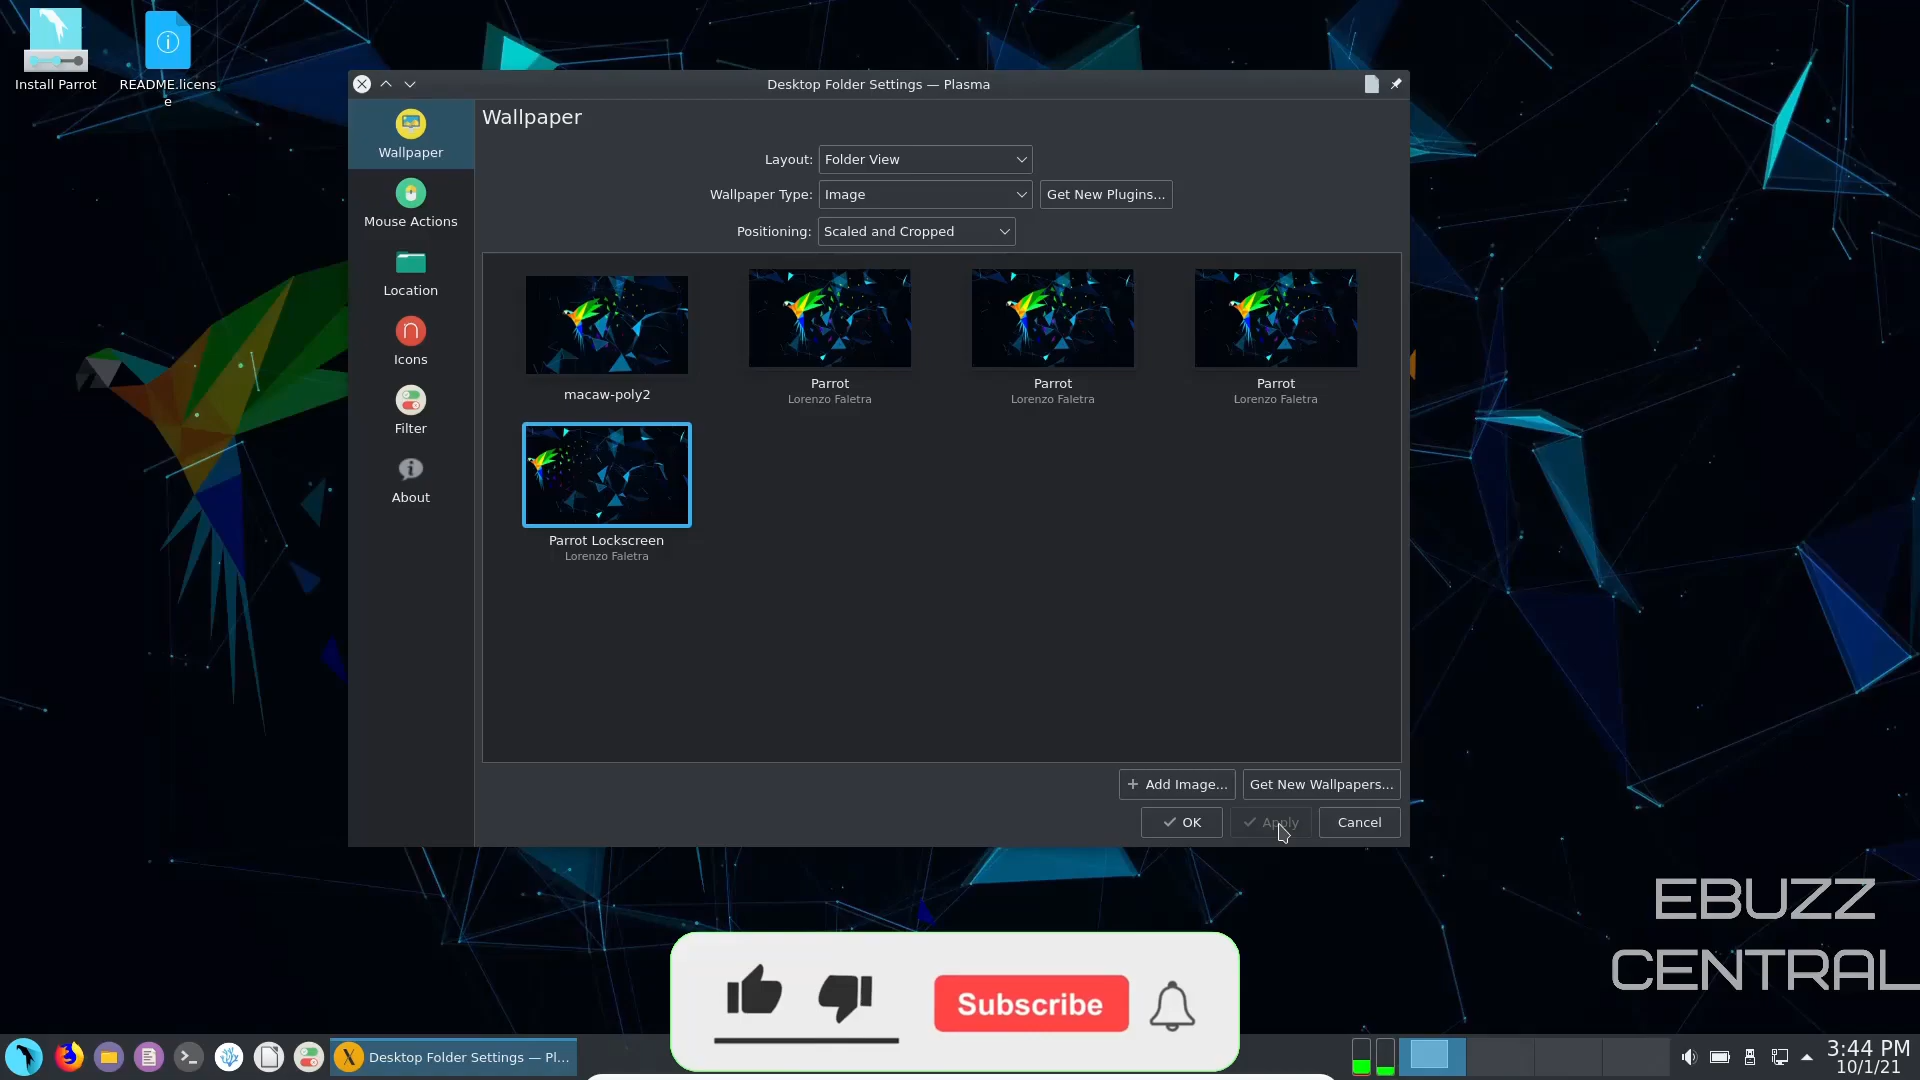 Install Parrot
README.licens
e
Desktop Folder Settings — Plasma
Wallpaper
Mouse Actions
Location
Icons
Filter
About
Wallpaper
Layout: Folder View
Wallpaper Type: Image Get New Plugins...
Positioning: Scaled and Cropped
macaw-poly2
Parrot
Lorenzo Faletra
Parrot
Lorenzo Faletra
Parrot
Lorenzo Faletra
Parrot Lockscreen
Lorenzo Faletra
+ Add Image... Get New Wallpapers...
OK Apply Cancel
EBUZZ
CENTRAL
Subscribe
Desktop Folder Settings — Pl...
3:44 PM
10/1/21